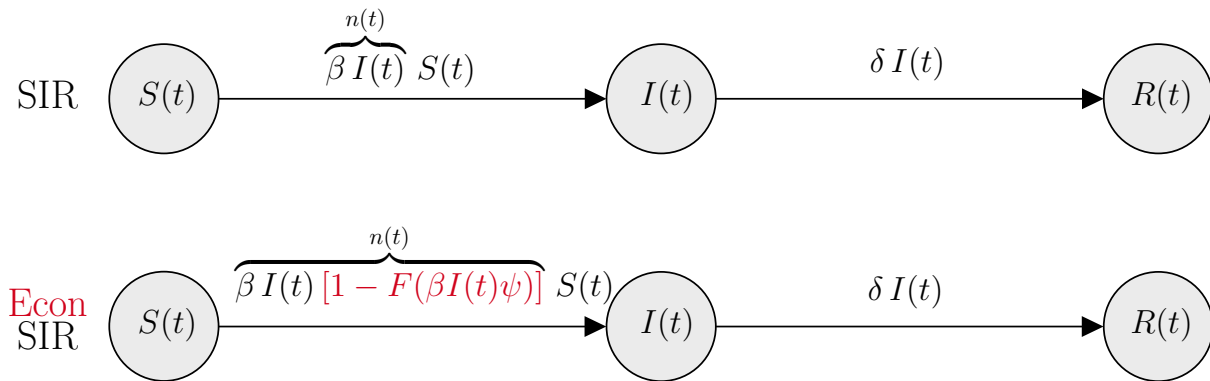 n(t)
β I(t) S(t)
δ I(t)
SIR
S(t)
I(t)
R(t)
n(t)
β I(t) [1 − F(βI(t)ψ)] S(t)
δ I(t)
Econ
SIR
S(t)
I(t)
R(t)